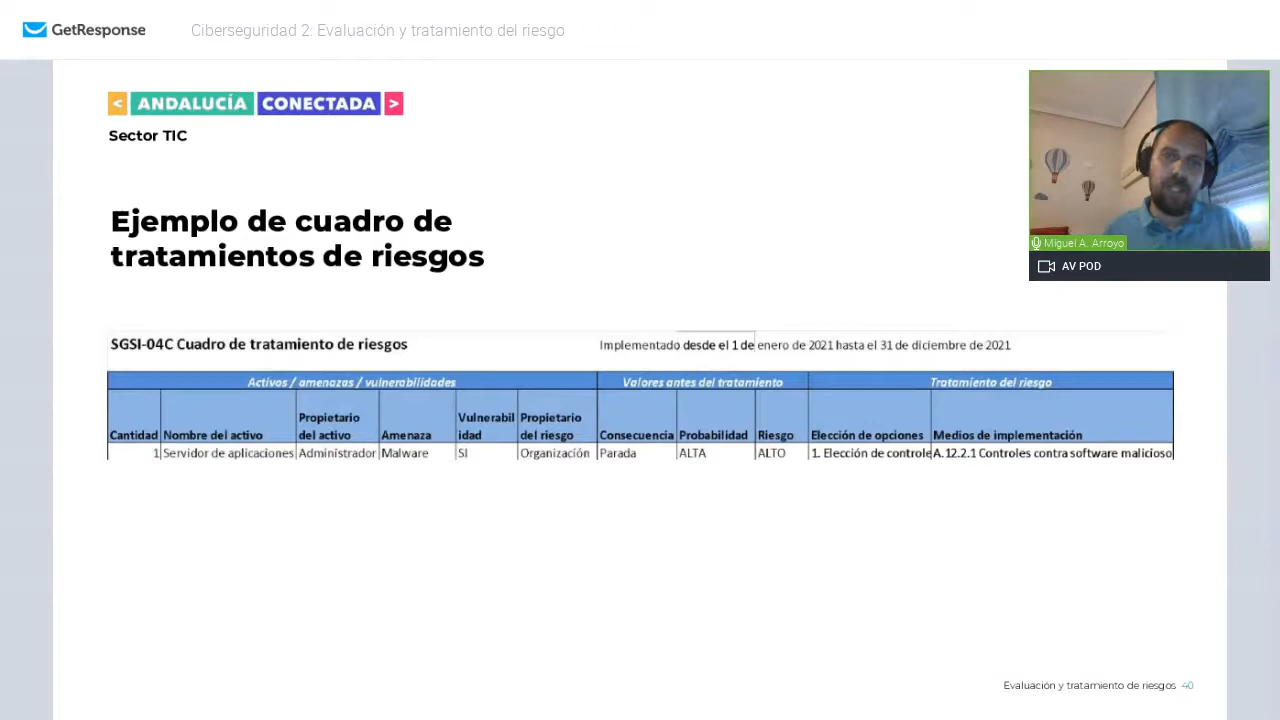 GetResponse
Ciberseguridad 2: Evaluación y tratamiento del riesgo
< ANDALUCÍA CONECTADA >
Sector TIC
Miguel A. Arroyo
AV POD
Ejemplo de cuadro de
tratamientos de riesgos
SGSI-04C Cuadro de tratamiento de riesgos Implementado desde el 1 de enero de 2021 hasta el 31 de diciembre de 2021
Activos / amenazas / vulnerabilidades Valores antes del tratamiento Tratamiento del riesgo
Propietario Vulnerabil Propietario
Cantidad Nombre del activo del activo Amenaza idad del riesgo Consecuencia Probabilidad Riesgo Elección de opciones Medios de implementación
1 Servidor de aplicaciones Administrador Malware SI Organización Parada ALTA ALTO 1. Elección de controle A.12.2.1 Controles contra software malicioso
Evaluación y tratamiento de riesgos 40